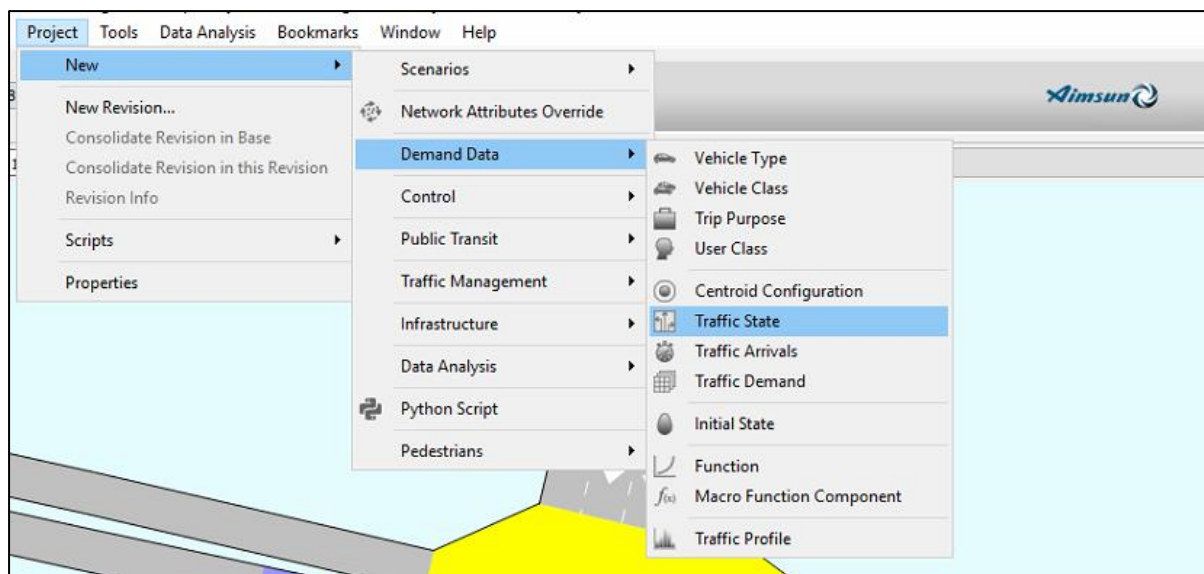 Project Tools Data Analysis Bookmarks Window Help
New
New Revision...
Consolidate Revision in Base
Consolidate Revision in this Revision
Revision Info
Scripts
Properties
Scenarios
Network Attributes Override
Demand Data
Control
Public Transit
Traffic Management
Infrastructure
Data Analysis
Python Script
Pedestrians
Vehicle Type
Vehicle Class
Trip Purpose
User Class
Centroid Configuration
Traffic State
Traffic Arrivals
Traffic Demand
Initial State
Function
f(x) Macro Function Component
Traffic Profile
Aimsun